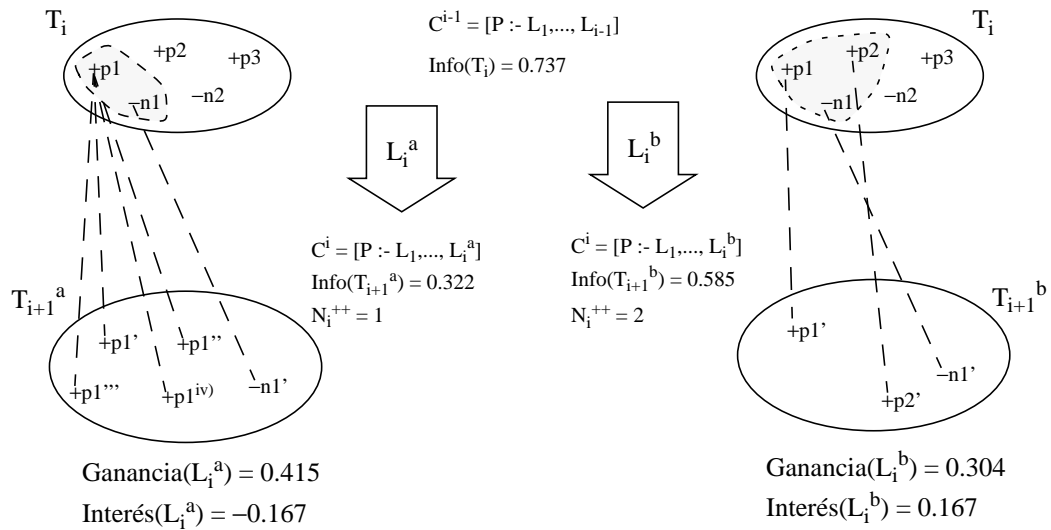 T_i
+p1
+p2
+p3
−n1
−n2
C^{i-1} = [P :- L_1,..., L_{i-1}]
Info(T_i) = 0.737
T_i
+p1
+p2
+p3
−n1
−n2
L_i^a
L_i^b
C^i = [P :- L_1,..., L_i^a]
Info(T_{i+1}^a) = 0.322
N_i^{++} = 1
C^i = [P :- L_1,..., L_i^b]
Info(T_{i+1}^b) = 0.585
N_i^{++} = 2
T_{i+1}^a
+p1’
+p1’’
+p1’’’
+p1^{iv)}
−n1’
T_{i+1}^b
+p1’
−n1’
+p2’
Ganancia(L_i^a) = 0.415
Interés(L_i^a) = −0.167
Ganancia(L_i^b) = 0.304
Interés(L_i^b) = 0.167